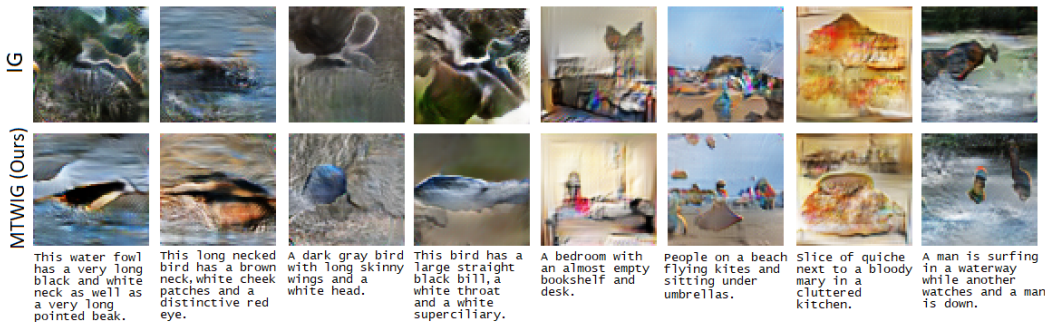 IG
MTWIG (Ours)
This water fowl
has a very long
black and white
neck as well as
a very long
pointed beak.
This long necked
bird has a brown
neck, white cheek
patches and a
distinctive red
eye.
A dark gray bird
with long skinny
wings and a
white head.
This bird has a
large straight
black bill, a
white throat
and a white
superciliary.
A bedroom with
an almost empty
bookshelf and
desk.
People on a beach
flying kites and
sitting under
umbrellas.
Slice of quiche
next to a bloody
mary in a
cluttered
kitchen.
A man is surfing
in a waterway
while another
watches and a man
is down.